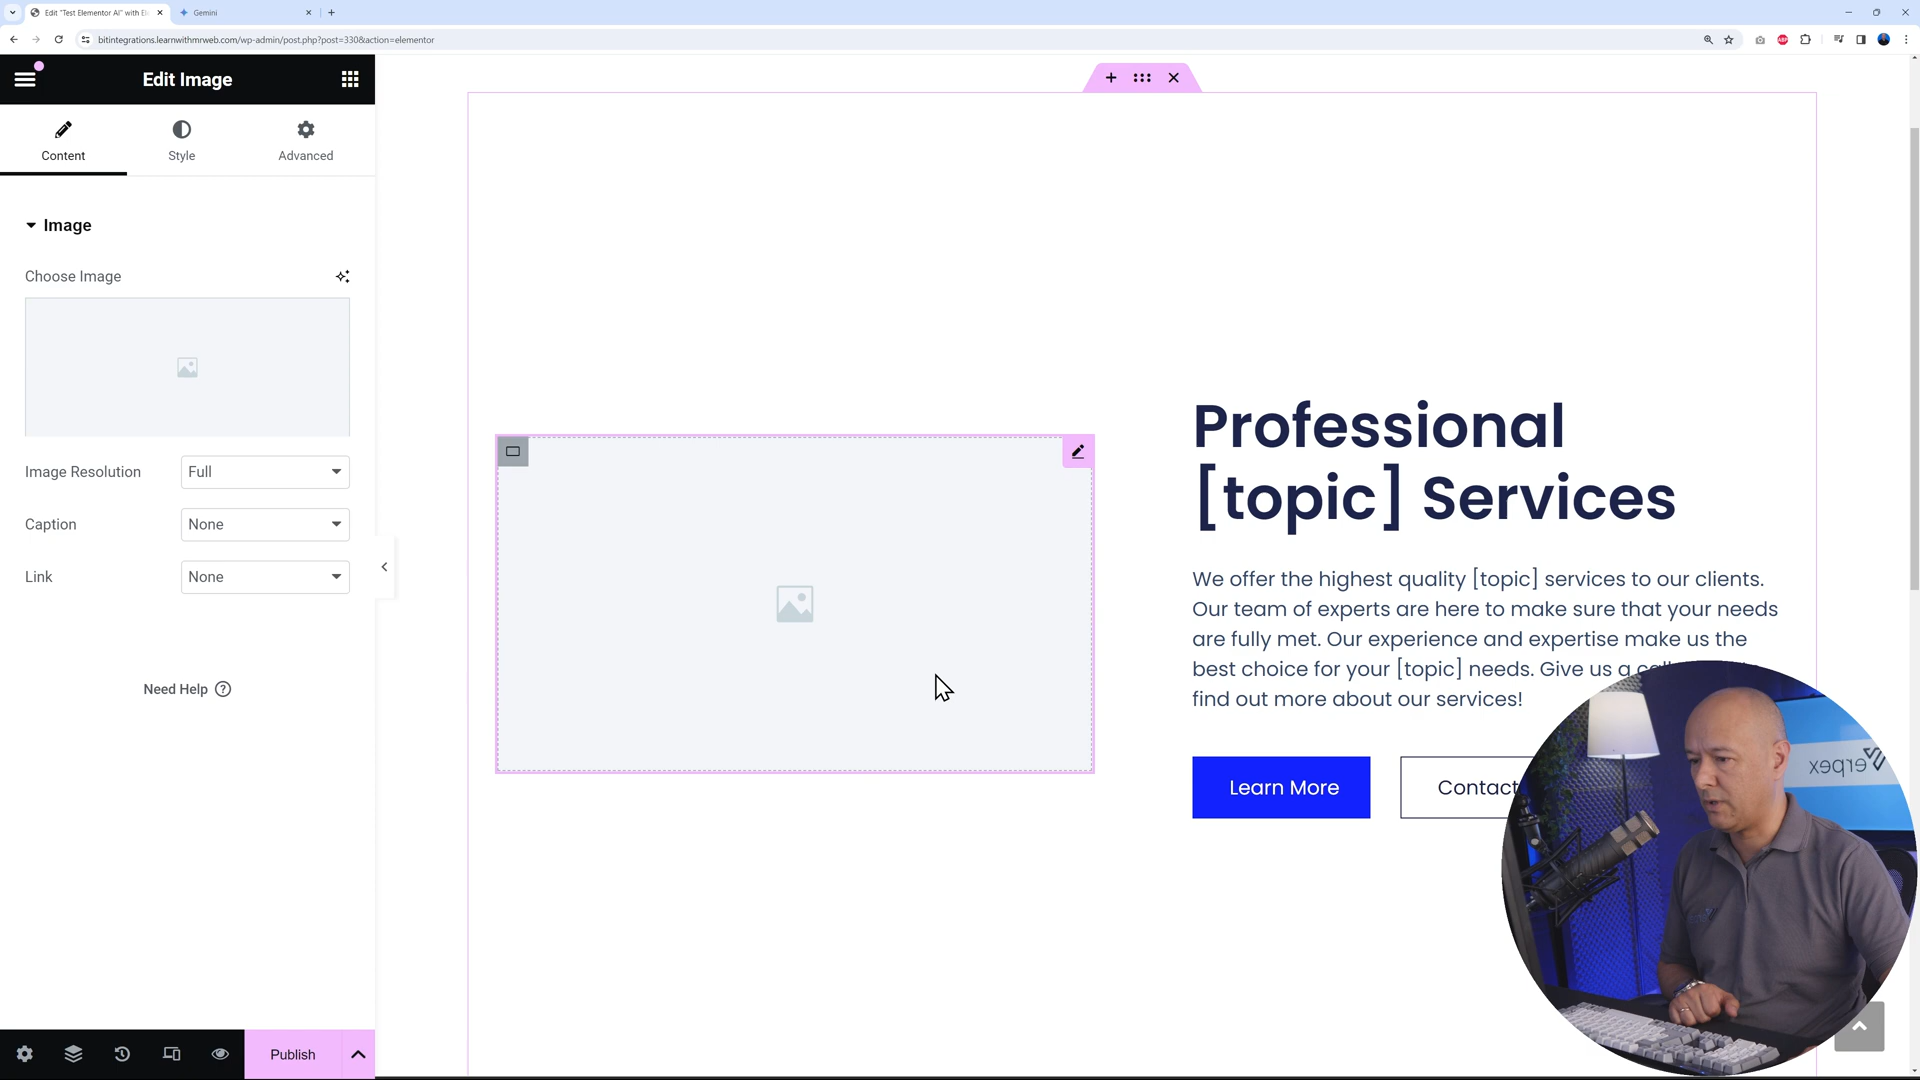 Edit "Test Elementor AI" with El
Gemini
bitintegrations.learnwithmrweb.com/wp-admin/post.php?post=330&action=elementor
Edit Image
Content
Style
Advanced
Image
Choose Image
Image Resolution
Full
Caption
None
Link
None
Need Help
Publish
Professional
[topic] Services
We offer the highest quality [topic] services to our clients.
Our team of experts are here to make sure that your needs
are fully met. Our experience and expertise make us the
best choice for your [topic] needs. Give us a
find out more about our services!
Learn More
Contact
erpex
ABP